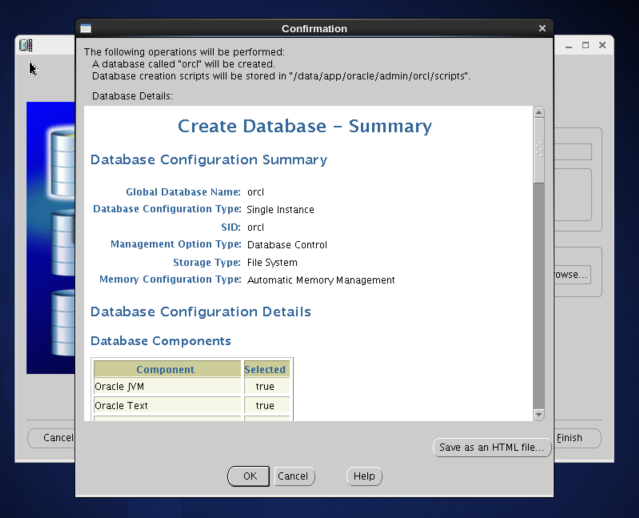 Confirmation
The following operations will be performed:
A database called "orcl" will be created.
Database creation scripts will be stored in "/data/app/oracle/admin/orcl/scripts".
Database Details:
Create Database – Summary
Database Configuration Summary
Global Database Name: orcl
Database Configuration Type: Single Instance
SID: orcl
Management Option Type: Database Control
Storage Type: File System
Memory Configuration Type: Automatic Memory Management
Database Configuration Details
Database Components
Component Selected
Oracle JVM true
Oracle Text true
owse...
Cancel Finish
Save as an HTML file...
OK Cancel Help